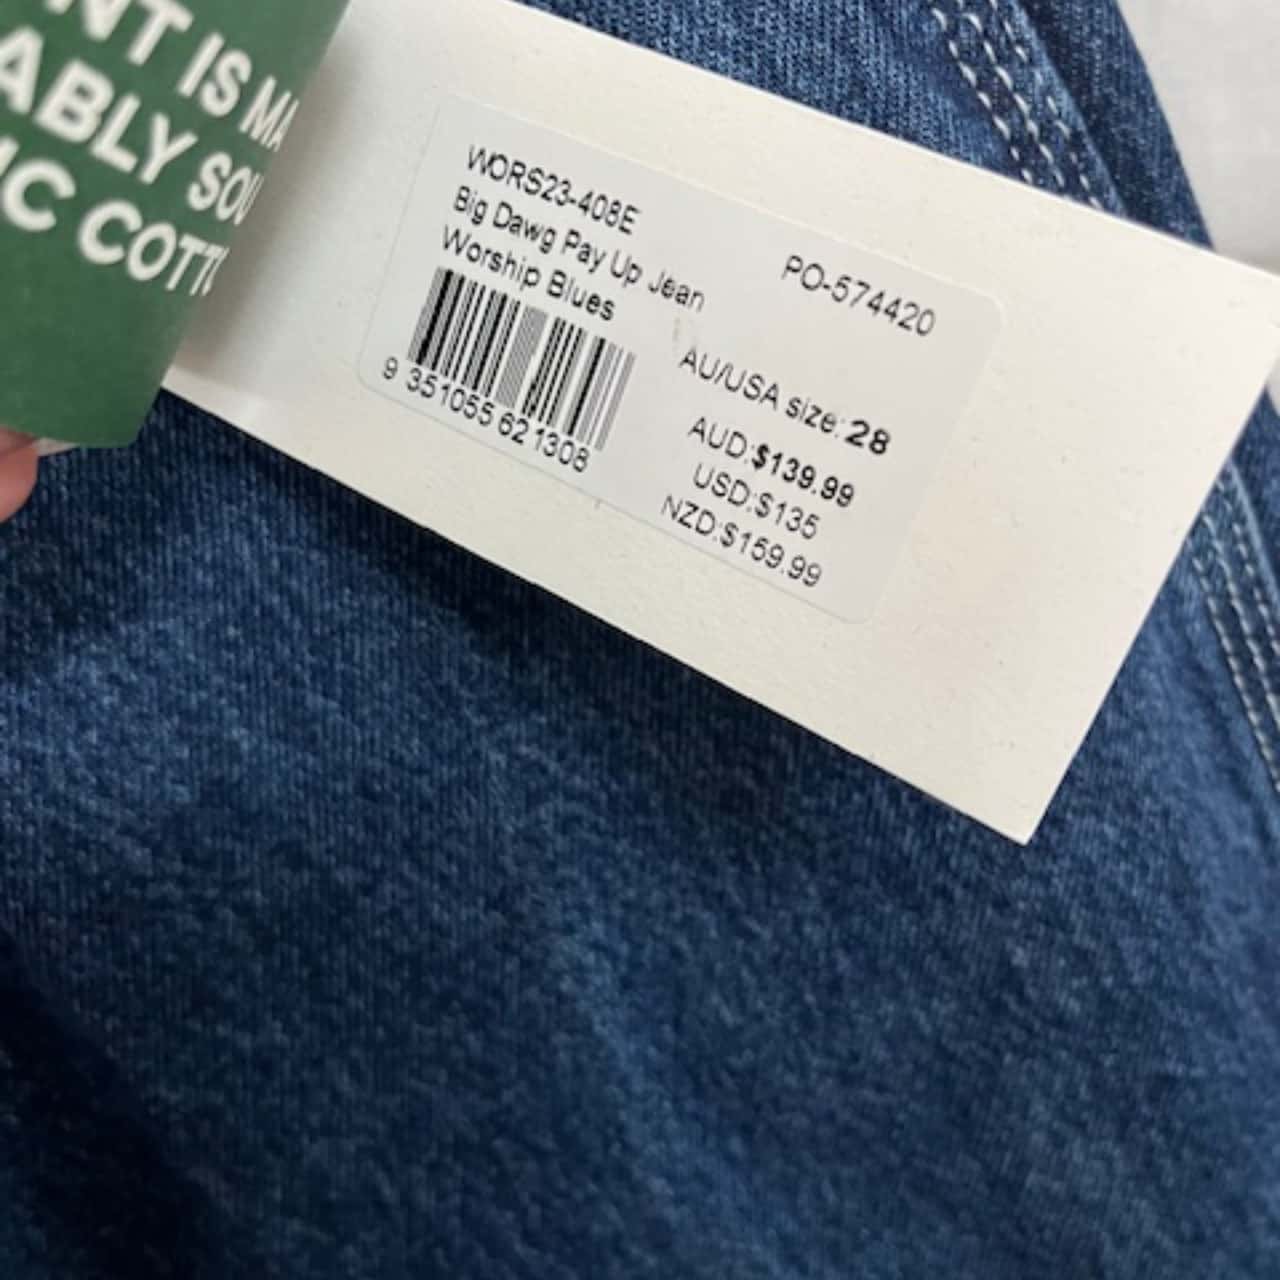 NT IS MA
ABLY SOU
IC COTTO
WORS23-408E
Big Dawg Pay Up Jean
Worship Blues
9 351055 621308
PO-574420
AU/USA size: 28
AUD:$139.99
USD:$135
NZD:$159.99